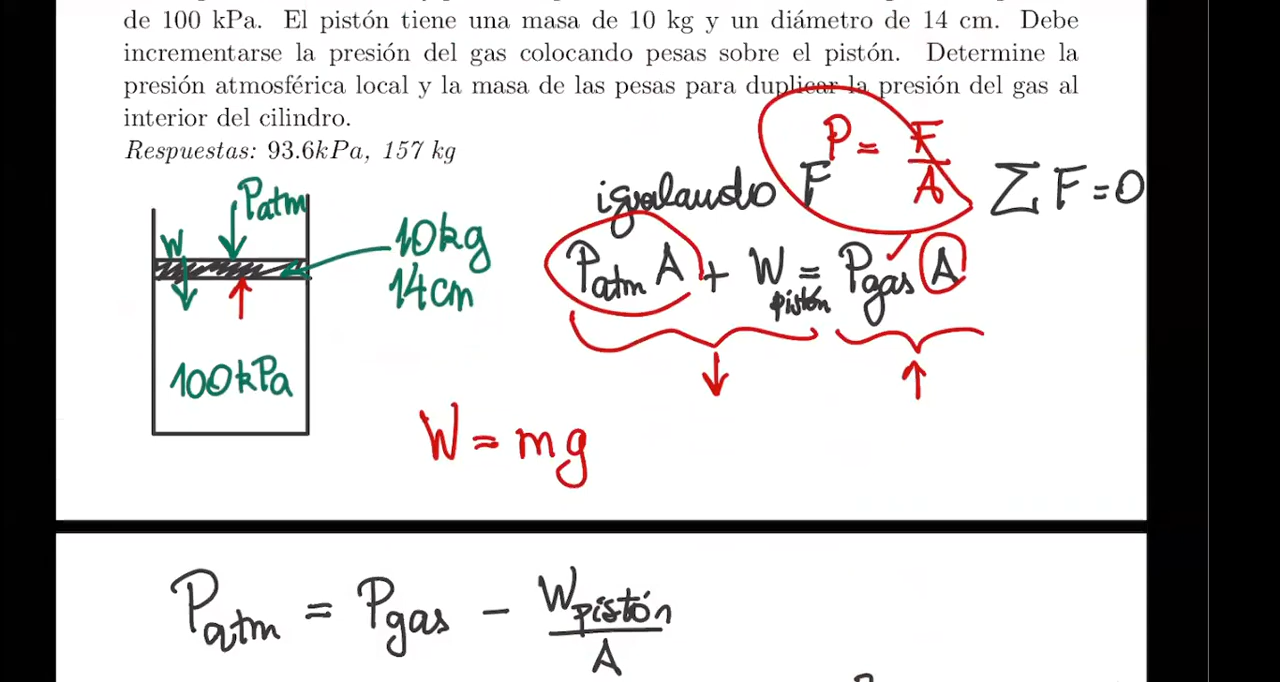 de 100 kPa. El pistón tiene una masa de 10 kg y un diámetro de 14 cm. Debe
incrementarse la presión del gas colocando pesas sobre el pistón. Determine la
presión atmosférica local y la masa de las pesas para duplicar la presión del gas al
interior del cilindro.
Respuestas: 93.6kPa, 157 kg
P = F/A
igualando F ΣF=0
Patm
W
10kg
14cm
Patm A + W pistón = Pgas A
100kPa
W = mg
Patm = Pgas - Wpistón/A